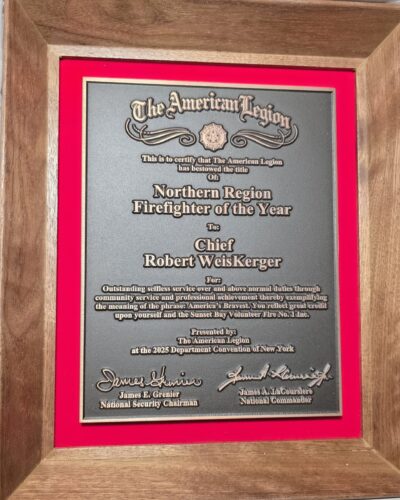 The American Legion
This is to certify that The American Legion
has bestowed the title
Of:
Northern Region
Firefighter of the Year
To:
Chief
Robert WeisKerger
For:
Outstanding selfless service over and above normal duties through
community service and professional achievement thereby exemplifying
the meaning of the phrase: America's Bravest. You reflect great credit
upon yourself and the Sunset Bay Volunteer Fire No. 1 Inc.
Presented by:
The American Legion
at the 2025 Department Convention of New York
James E. Grenier
James E. Grenier
National Security Chairman
James A. LaCoursiere
National Commander